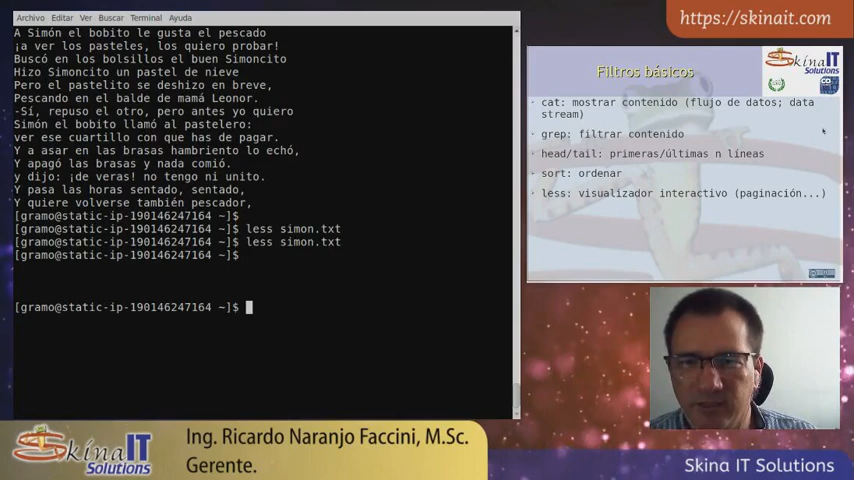 Archivo Editar Ver Buscar Terminal Ayuda
A Simón el bobito le gusta el pescado
¡a ver los pasteles, los quiero probar!
Buscó en los bolsillos el buen Simoncito
Hizo Simoncito un pastel de nieve
Pero el pastelito se deshizo en breve,
Pescando en el balde de mamá Leonor.
-Sí, repuso el otro, pero antes yo quiero
Simón el bobito llamó al pastelero:
ver ese cuartillo con que has de pagar.
Y a asar en las brasas hambriento lo echó,
Y apagó las brasas y nada comió.
y dijo: ¡de veras! no tengo ni unito.
Y pasa las horas sentado, sentado,
Y quiere volverse también pescador,
[gramo@static-ip-190146247164 ~]$
[gramo@static-ip-190146247164 ~]$ less simon.txt
[gramo@static-ip-190146247164 ~]$ less simon.txt
[gramo@static-ip-190146247164 ~]$
[gramo@static-ip-190146247164 ~]$
https://skinait.com
Skína IT
Solutions
Filtros básicos
· cat: mostrar contenido (flujo de datos; data
stream)
· grep: filtrar contenido
· head/tail: primeras/últimas n líneas
· sort: ordenar
· less: visualizador interactivo (paginación...)
Skína IT
Solutions
Ing. Ricardo Naranjo Faccini, M.Sc.
Gerente.
Skina IT Solutions